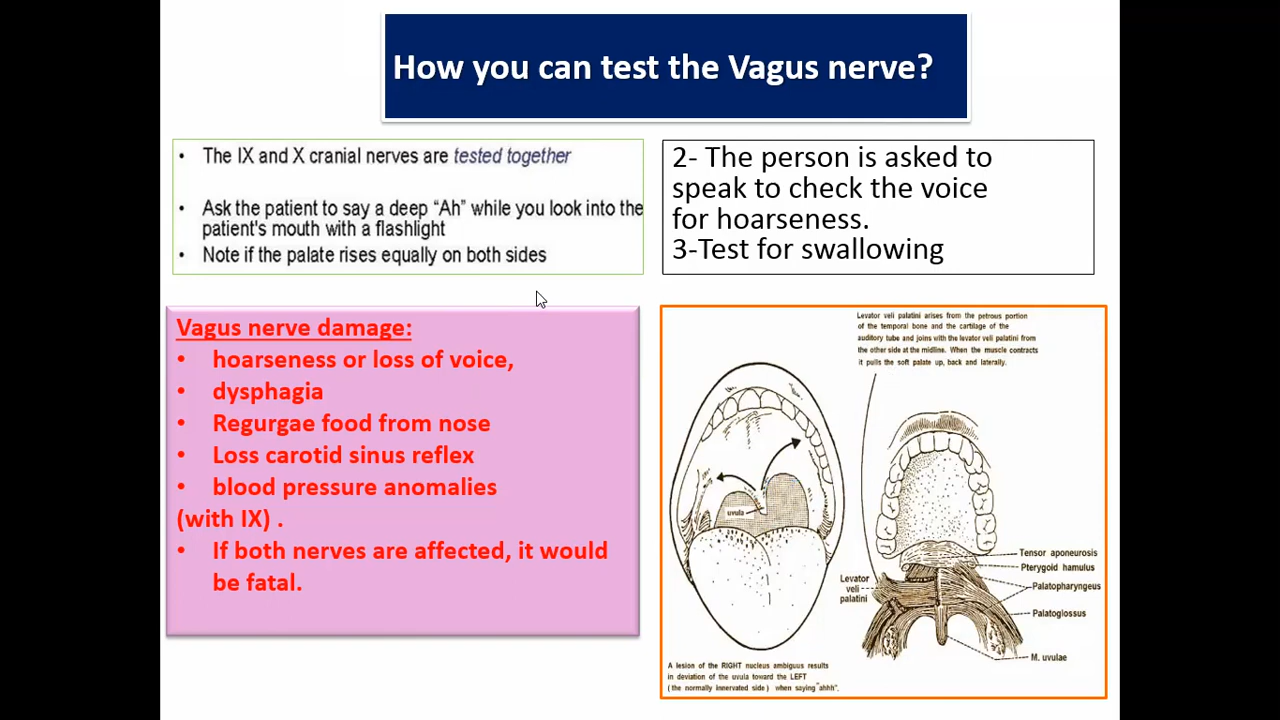 How you can test the Vagus nerve?
• The IX and X cranial nerves are tested together
• Ask the patient to say a deep “Ah” while you look into the
patient's mouth with a flashlight
• Note if the palate rises equally on both sides
2- The person is asked to
speak to check the voice
for hoarseness.
3-Test for swallowing
Vagus nerve damage:
• hoarseness or loss of voice,
• dysphagia
• Regurgae food from nose
• Loss carotid sinus reflex
• blood pressure anomalies
(with IX) .
• If both nerves are affected, it would
be fatal.
Levator veli palatini arises from the petrous portion
of the temporal bone and the cartilage of the
auditory tube and joins with the levator veli palatini from
the other side at the midline. When the muscle contracts
it pulls the soft palate up, back and laterally.
uvula
Tensor aponeurosis
Pterygoid hamulus
Levator
veli
palatini
Palatopharyngeus
Palatoglossus
M. uvulae
A lesion of the RIGHT nucleus ambiguus results
in deviation of the uvula toward the LEFT
(the normally innervated side) when saying "ahhh".